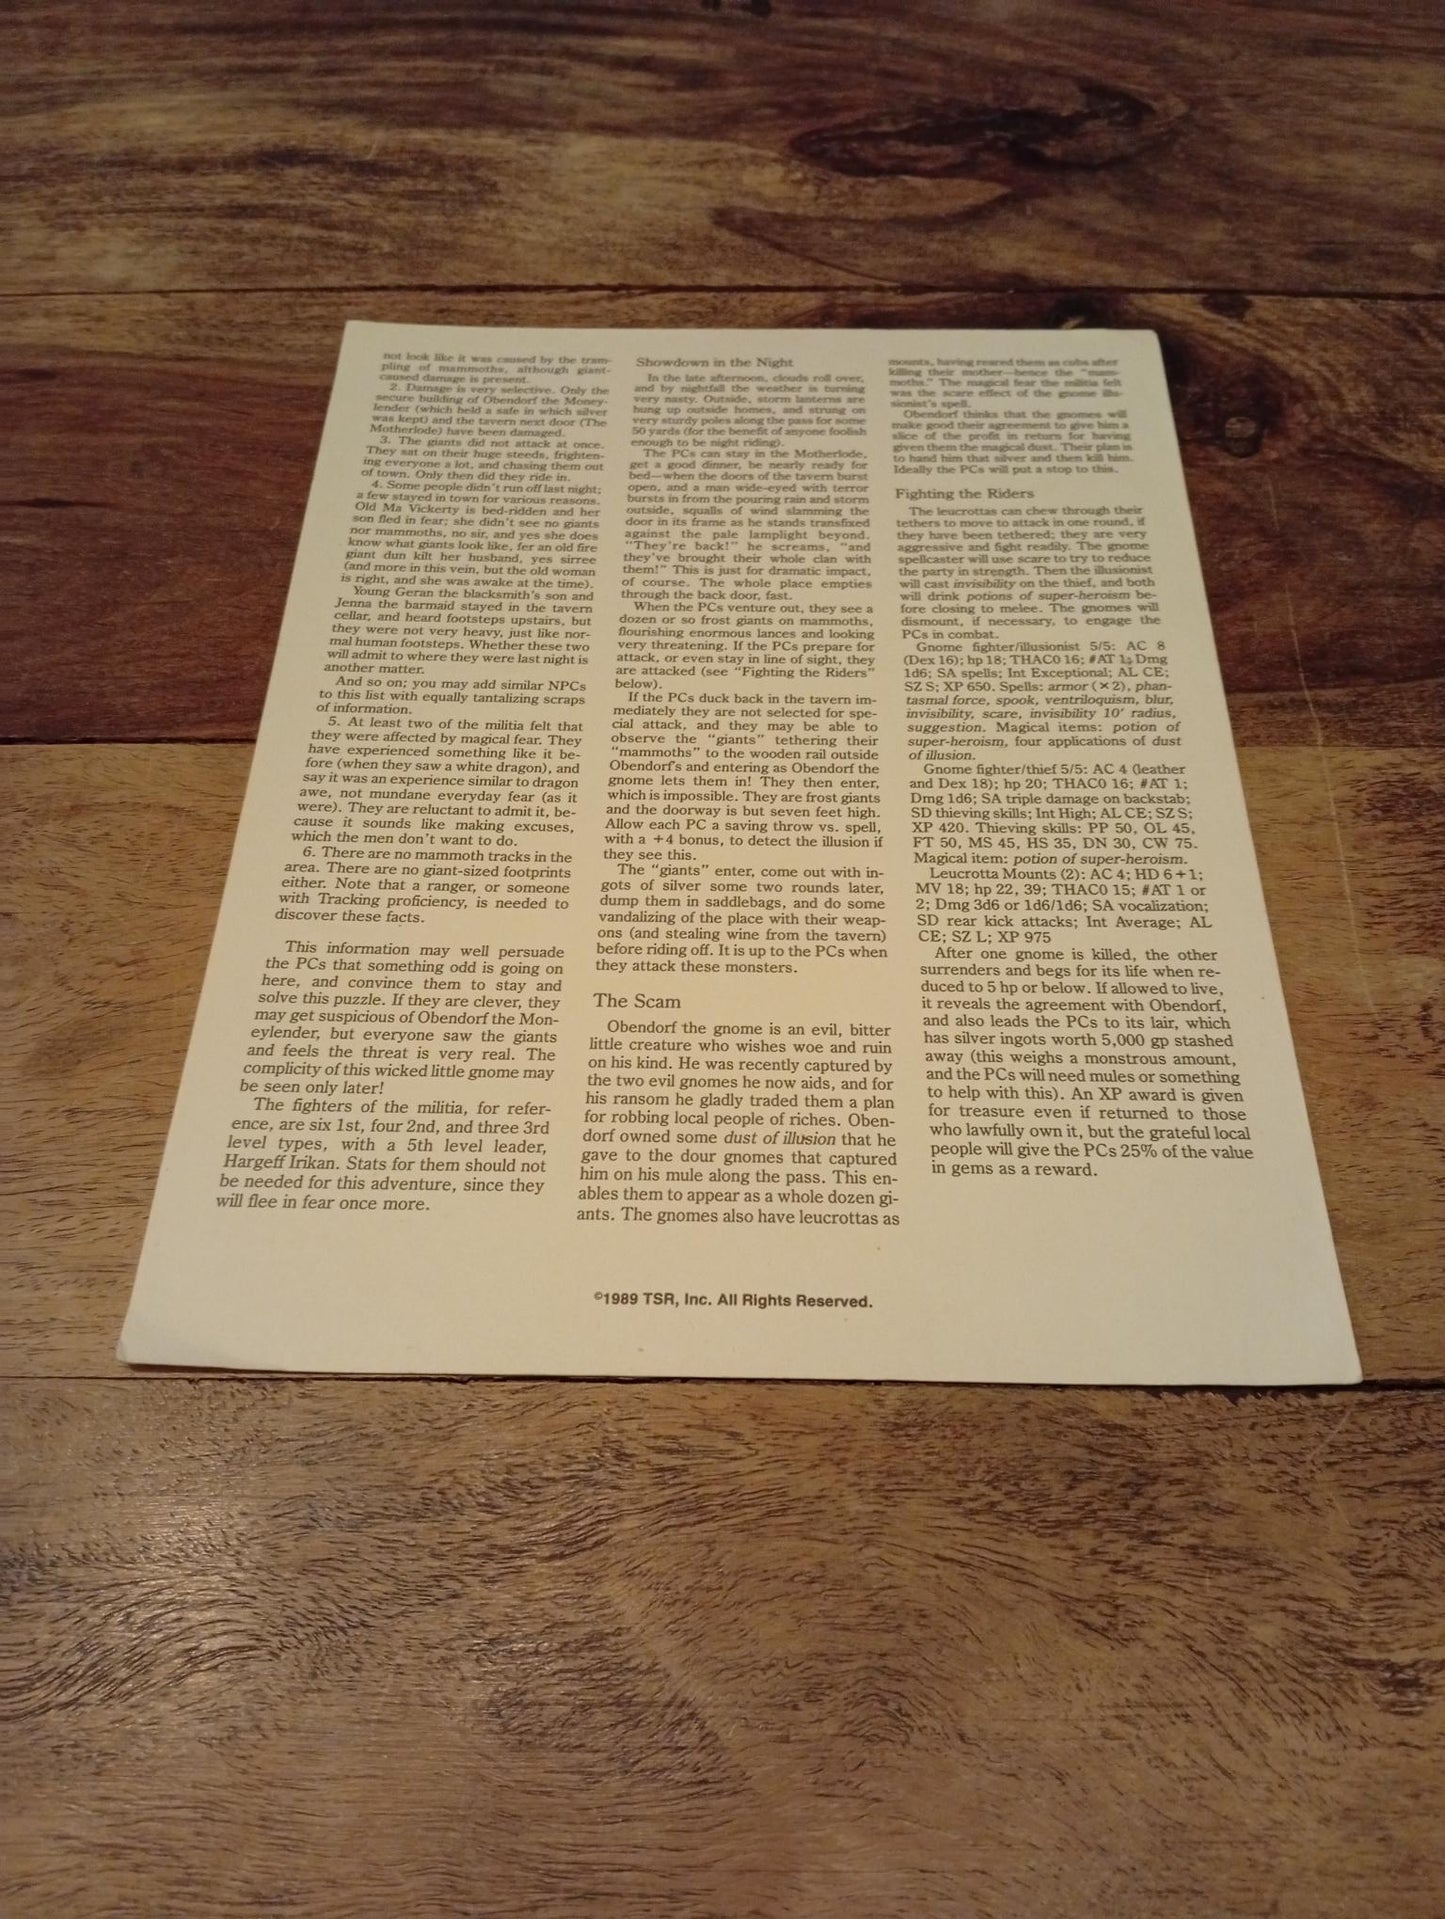 not look like it was caused by the tram-
pling of mammoths, although giant-
caused damage is present.
2. Damage is very selective. Only the
secure building of Obendorf the Money-
lender (which held a safe in which silver
was kept) and the tavern next door (The
Motherlode) have been damaged.
3. The giants did not attack at once.
They sat on their huge steeds, frighten-
ing everyone a lot, and chasing them out
of town. Only then did they ride in.
4. Some people didn't run off last night;
a few stayed in town for various reasons.
Old Ma Vickerty is bed-ridden and her
son fled in fear; she didn't see no giants
nor mammoths, no sir, and yes she does
know what giants look like, fer an old fire
giant dun kilt her husband, yes sirree
(and more in this vein, but the old woman
is right, and she was awake at the time).
Young Geran the blacksmith's son and
Jenna the barmaid stayed in the tavern
cellar, and heard footsteps upstairs, but
they were not very heavy, just like nor-
mal human footsteps. Whether these two
will admit to where they were last night is
another matter.
And so on; you may add similar NPCs
to this list with equally tantalizing scraps
of information.
5. At least two of the militia felt that
they were affected by magical fear. They
have experienced something like it be-
fore (when they saw a white dragon), and
say it was an experience similar to dragon
awe, not mundane everyday fear (as it
were). They are reluctant to admit it, be-
cause it sounds like making excuses,
which the men don't want to do.
6. There are no mammoth tracks in the
area. There are no giant-sized footprints
either. Note that a ranger, or someone
with Tracking proficiency, is needed to
discover these facts.
This information may well persuade
the PCs that something odd is going on
here, and convince them to stay and
solve this puzzle. If they are clever, they
may get suspicious of Obendorf the Mon-
eylender, but everyone saw the giants
and feels the threat is very real. The
complicity of this wicked little gnome may
be seen only later!
The fighters of the militia, for refer-
ence, are six 1st, four 2nd, and three 3rd
level types, with a 5th level leader,
Hargeff Irikan. Stats for them should not
be needed for this adventure, since they
will flee in fear once more.
Showdown in the Night
In the late afternoon, clouds roll over,
and by nightfall the weather is turning
very nasty. Outside, storm lanterns are
hung up outside homes, and strung on
very sturdy poles along the pass for some
50 yards (for the benefit of anyone foolish
enough to be night riding).
The PCs can stay in the Motherlode,
get a good dinner, be nearly ready for
bed—when the doors of the tavern burst
open, and a man wide-eyed with terror
bursts in from the pouring rain and storm
outside, squalls of wind slamming the
door in its frame as he stands transfixed
against the pale lamplight beyond.
"They're back!" he screams, "and
they've brought their whole clan with
them!" This is just for dramatic impact,
of course. The whole place empties
through the back door, fast.
When the PCs venture out, they see a
dozen or so frost giants on mammoths,
flourishing enormous lances and looking
very threatening. If the PCs prepare for
attack, or even stay in line of sight, they
are attacked (see "Fighting the Riders"
below).
If the PCs duck back in the tavern im-
mediately they are not selected for spe-
cial attack, and they may be able to
observe the "giants" tethering their
"mammoths" to the wooden rail outside
Obendorf's and entering as Obendorf the
gnome lets them in! They then enter,
which is impossible. They are frost giants
and the doorway is but seven feet high.
Allow each PC a saving throw vs. spell,
with a +4 bonus, to detect the illusion if
they see this.
The "giants" enter, come out with in-
gots of silver some two rounds later,
dump them in saddlebags, and do some
vandalizing of the place with their weap-
ons (and stealing wine from the tavern)
before riding off. It is up to the PCs when
they attack these monsters.
The Scam
Obendorf the gnome is an evil, bitter
little creature who wishes woe and ruin
on his kind. He was recently captured by
the two evil gnomes he now aids, and for
his ransom he gladly traded them a plan
for robbing local people of riches. Oben-
dorf owned some dust of illusion that he
gave to the dour gnomes that captured
him on his mule along the pass. This en-
ables them to appear as a whole dozen gi-
ants. The gnomes also have leucrottas as
mounts, having reared them as cubs after
killing their mother—hence the "mam-
moths." The magical fear the militia felt
was the scare effect of the gnome illu-
sionist's spell.
Obendorf thinks that the gnomes will
make good their agreement to give him a
slice of the profit in return for having
given them the magical dust. Their plan is
to hand him that silver and then kill him.
Ideally the PCs will put a stop to this.
Fighting the Riders
The leucrottas can chew through their
tethers to move to attack in one round, if
they have been tethered; they are very
aggressive and fight readily. The gnome
spellcaster will use scare to try to reduce
the party in strength. Then the illusionist
will cast invisibility on the thief, and both
will drink potions of super-heroism be-
fore closing to melee. The gnomes will
dismount, if necessary, to engage the
PCs in combat.
Gnome fighter/illusionist 5/5: AC 8
(Dex 16); hp 18; THAC0 16; #AT 1; Dmg
1d6; SA spells; Int Exceptional; AL CE;
SZ S; XP 650. Spells: armor (×2), phan-
tasmal force, spook, ventriloquism, blur,
invisibility, scare, invisibility 10' radius,
suggestion. Magical items: potion of
super-heroism, four applications of dust
of illusion.
Gnome fighter/thief 5/5: AC 4 (leather
and Dex 18); hp 20; THAC0 16; #AT 1;
Dmg 1d6; SA triple damage on backstab;
SD thieving skills; Int High; AL CE; SZ S;
XP 420. Thieving skills: PP 50, OL 45,
FT 50, MS 45, HS 35, DN 30, CW 75.
Magical item: potion of super-heroism.
Leucrotta Mounts (2): AC 4; HD 6+1;
MV 18; hp 22, 39; THAC0 15; #AT 1 or
2; Dmg 3d6 or 1d6/1d6; SA vocalization;
SD rear kick attacks; Int Average; AL
CE; SZ L; XP 975
After one gnome is killed, the other
surrenders and begs for its life when re-
duced to 5 hp or below. If allowed to live,
it reveals the agreement with Obendorf,
and also leads the PCs to its lair, which
has silver ingots worth 5,000 gp stashed
away (this weighs a monstrous amount,
and the PCs will need mules or something
to help with this). An XP award is given
for treasure even if returned to those
who lawfully own it, but the grateful local
people will give the PCs 25% of the value
in gems as a reward.
©1989 TSR, Inc. All Rights Reserved.